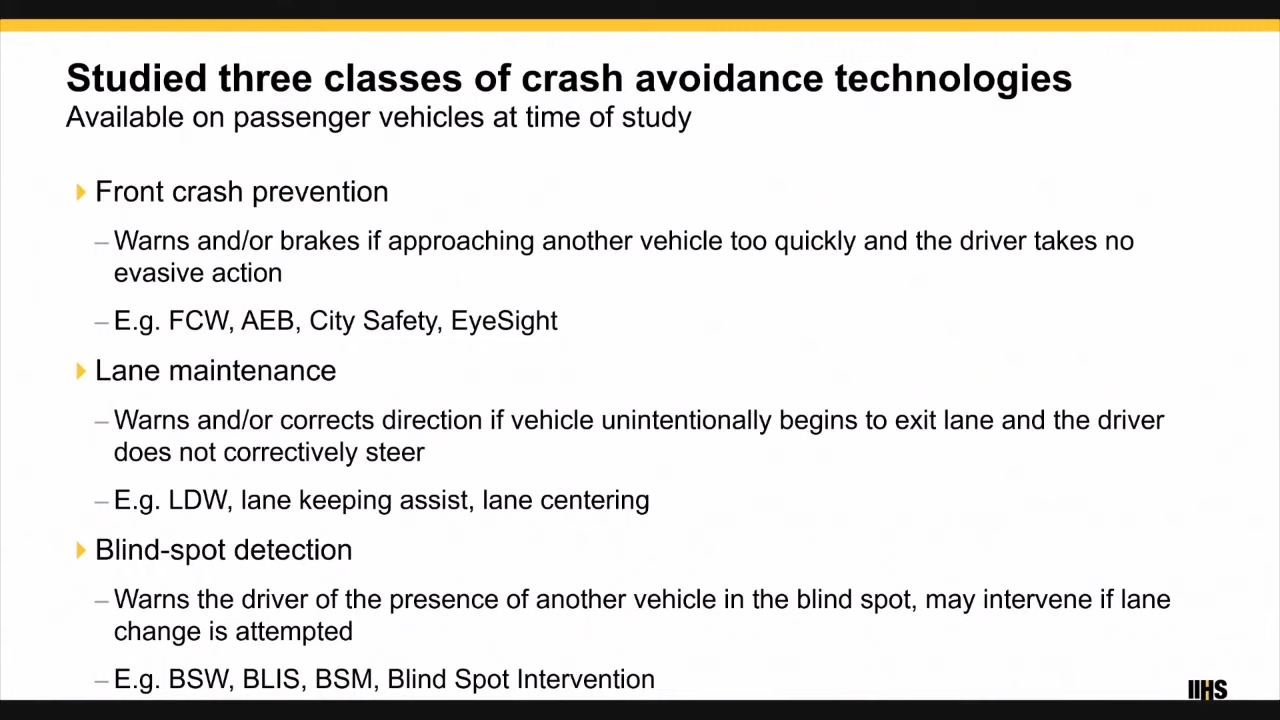 Studied three classes of crash avoidance technologies
Available on passenger vehicles at time of study
Front crash prevention
– Warns and/or brakes if approaching another vehicle too quickly and the driver takes no
evasive action
– E.g. FCW, AEB, City Safety, EyeSight
Lane maintenance
– Warns and/or corrects direction if vehicle unintentionally begins to exit lane and the driver
does not correctively steer
– E.g. LDW, lane keeping assist, lane centering
Blind-spot detection
– Warns the driver of the presence of another vehicle in the blind spot, may intervene if lane
change is attempted
– E.g. BSW, BLIS, BSM, Blind Spot Intervention
IIHS